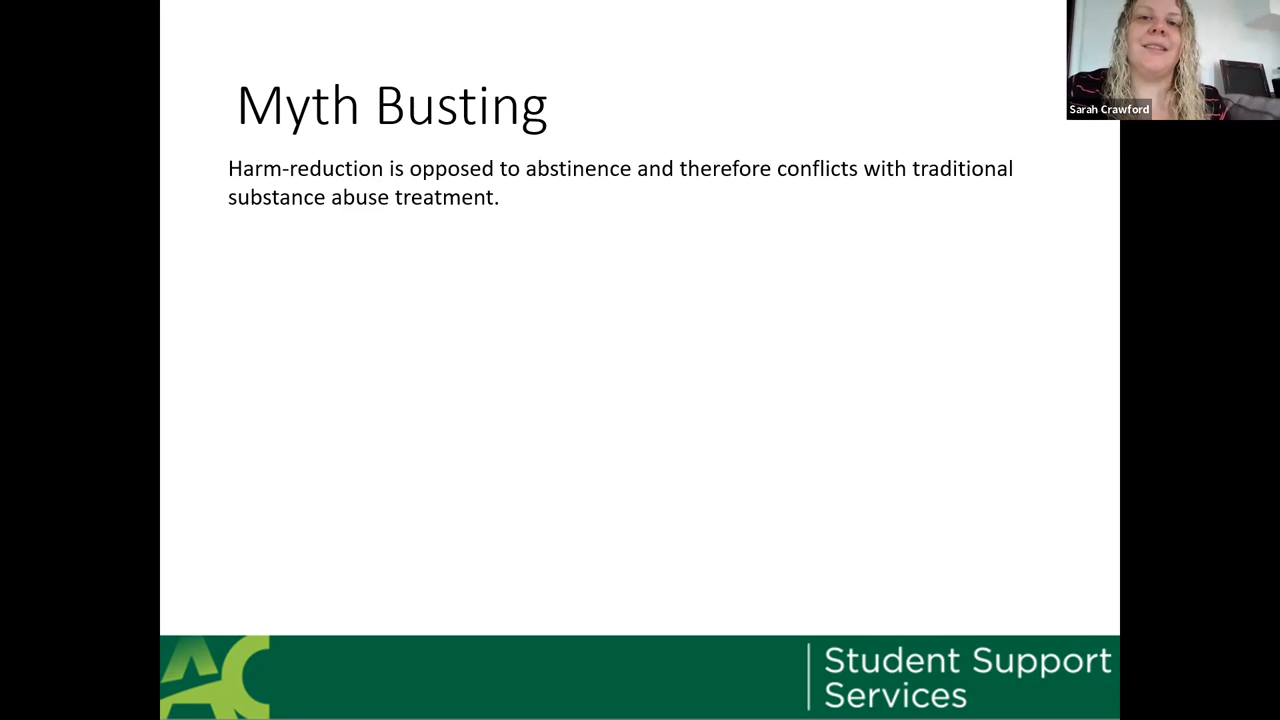 Myth Busting
Harm-reduction is opposed to abstinence and therefore conflicts with traditional
substance abuse treatment.
Sarah Crawford
AC
Student Support
Services